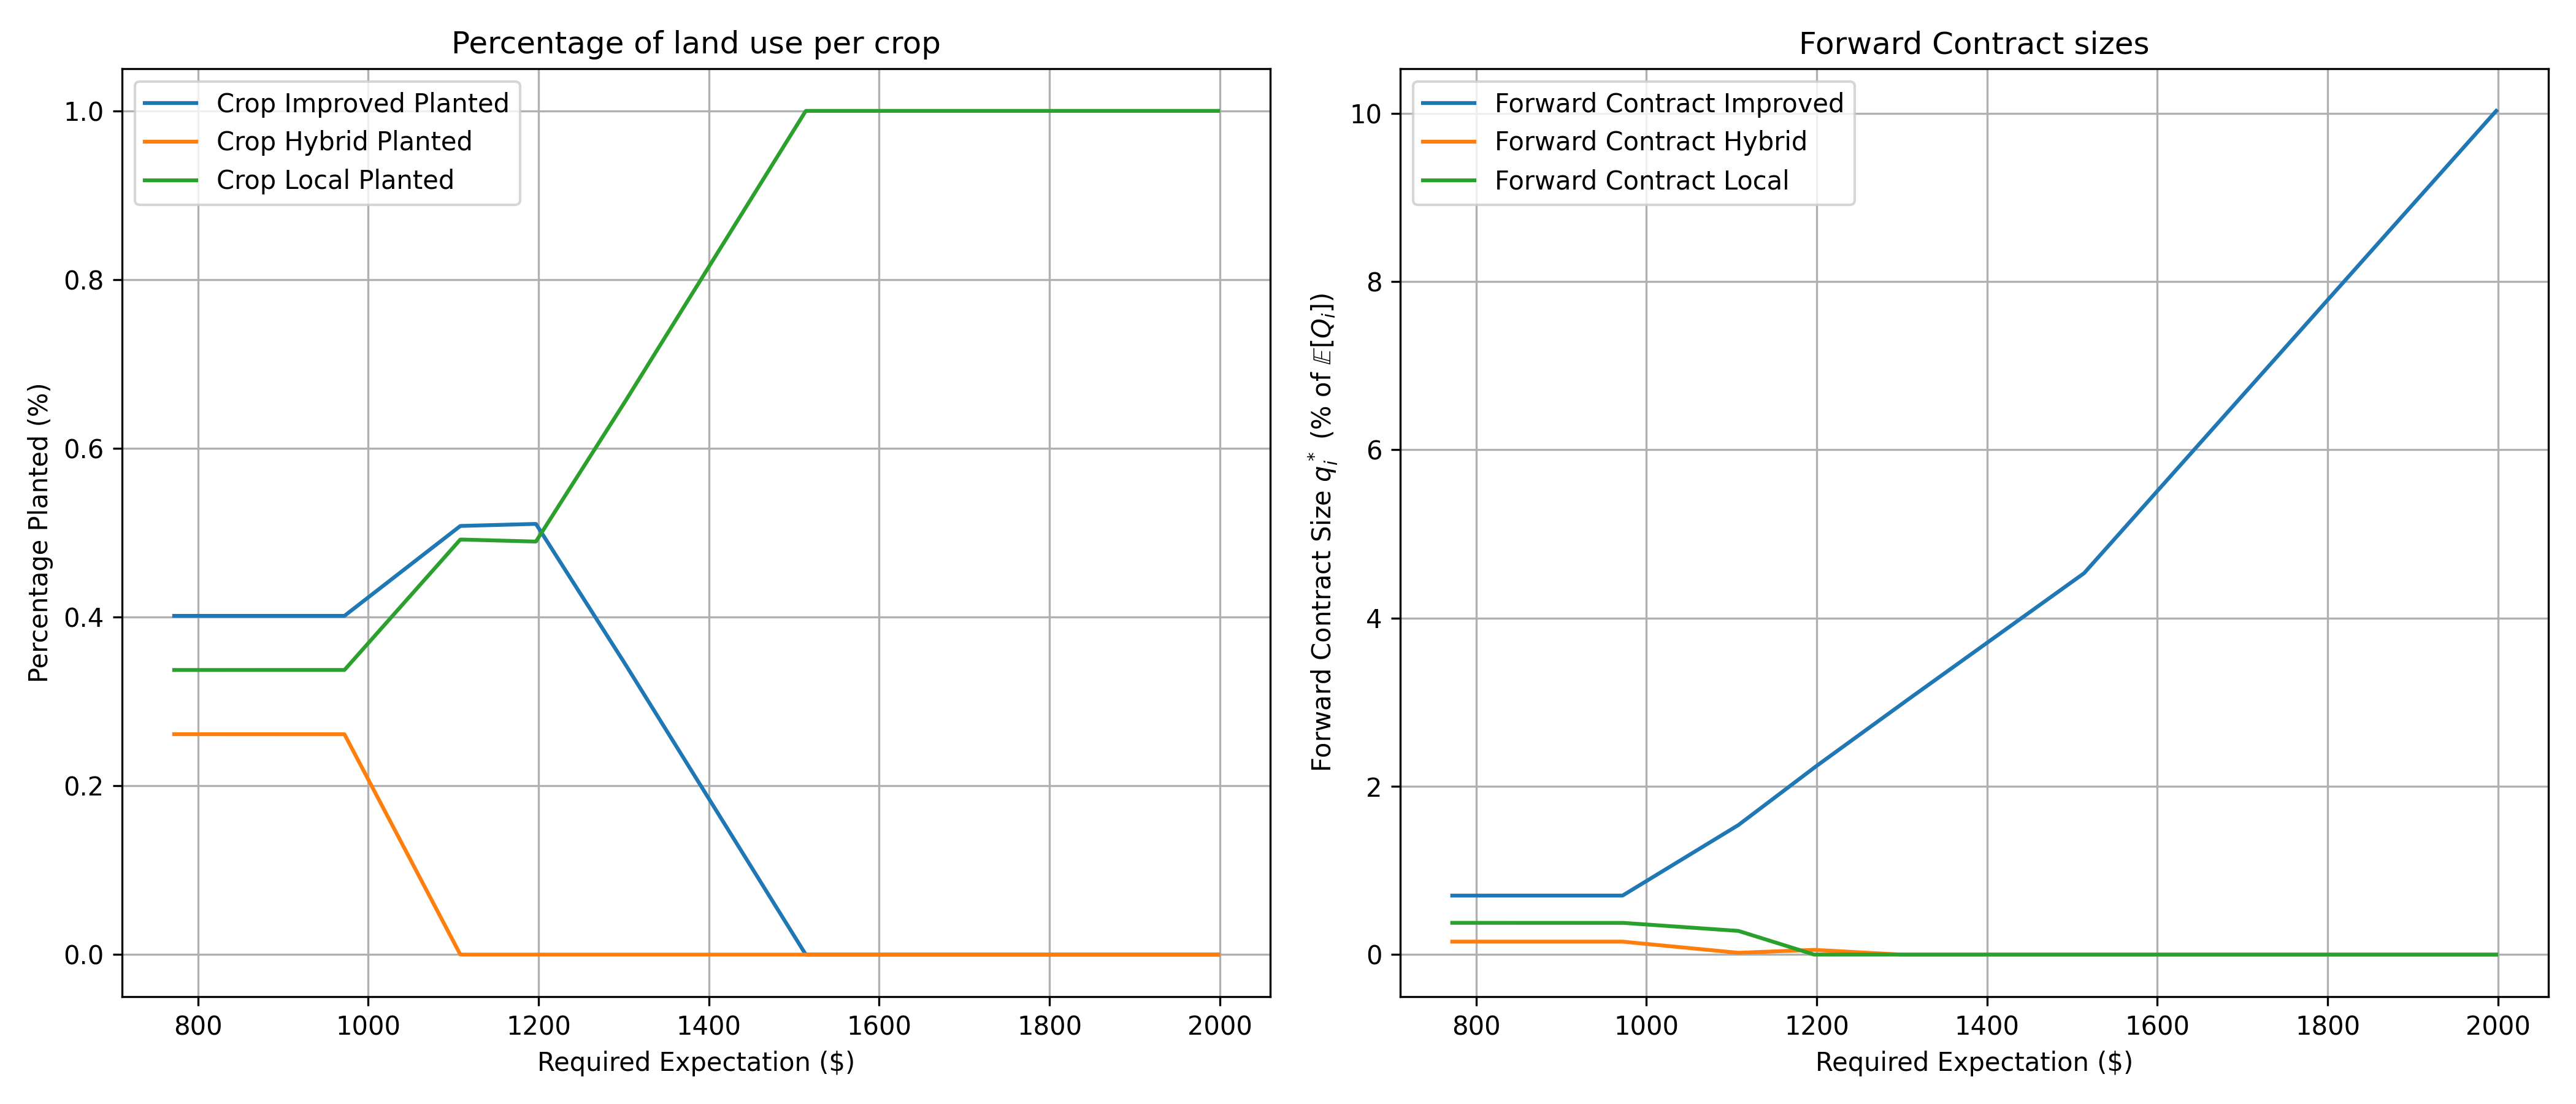 Percentage of land use per crop
Crop Improved Planted
Crop Hybrid Planted
Crop Local Planted
Percentage Planted (%)
1.0
0.8
0.6
0.4
0.2
0.0
800 1000 1200 1400 1600 1800 2000
Required Expectation ($)
Forward Contract sizes
Forward Contract Improved
Forward Contract Hybrid
Forward Contract Local
Forward Contract Size $q_i^*$ (% of $\mathbb{E}[Q_i]$)
10
8
6
4
2
0
800 1000 1200 1400 1600 1800 2000
Required Expectation ($)